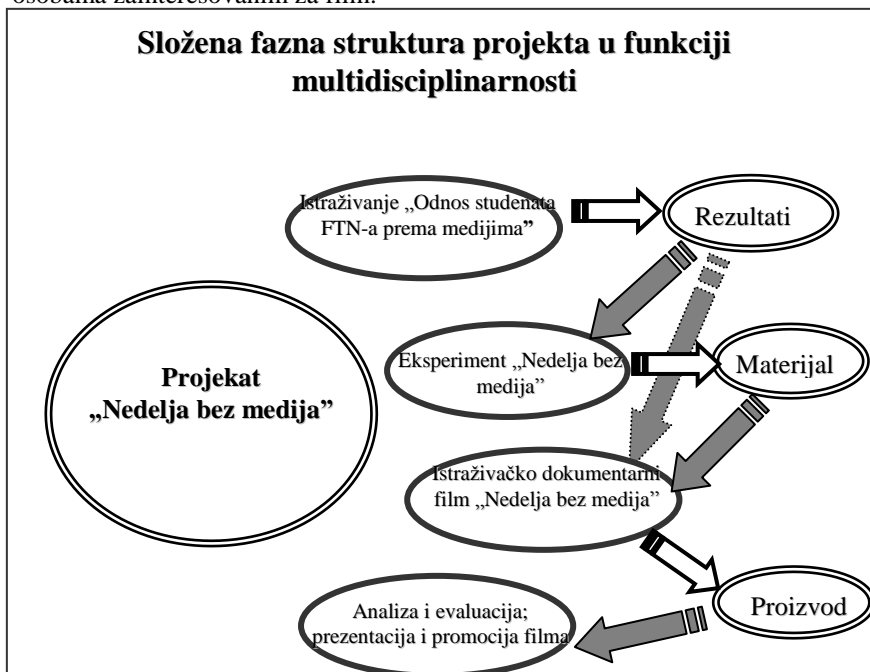 osobama zainteresovanim za film.
Složena fazna struktura projekta u funkciji
multidisciplinarnosti
Istraživanje „Odnos studenata
FTN-a prema medijima”
Rezultati
Eksperiment „Nedelja bez
medija”
Materijal
Projekat
„Nedelja bez medija”
Istraživačko dokumentarni
film „Nedelja bez medija”
Proizvod
Analiza i evaluacija;
prezentacija i promocija filma